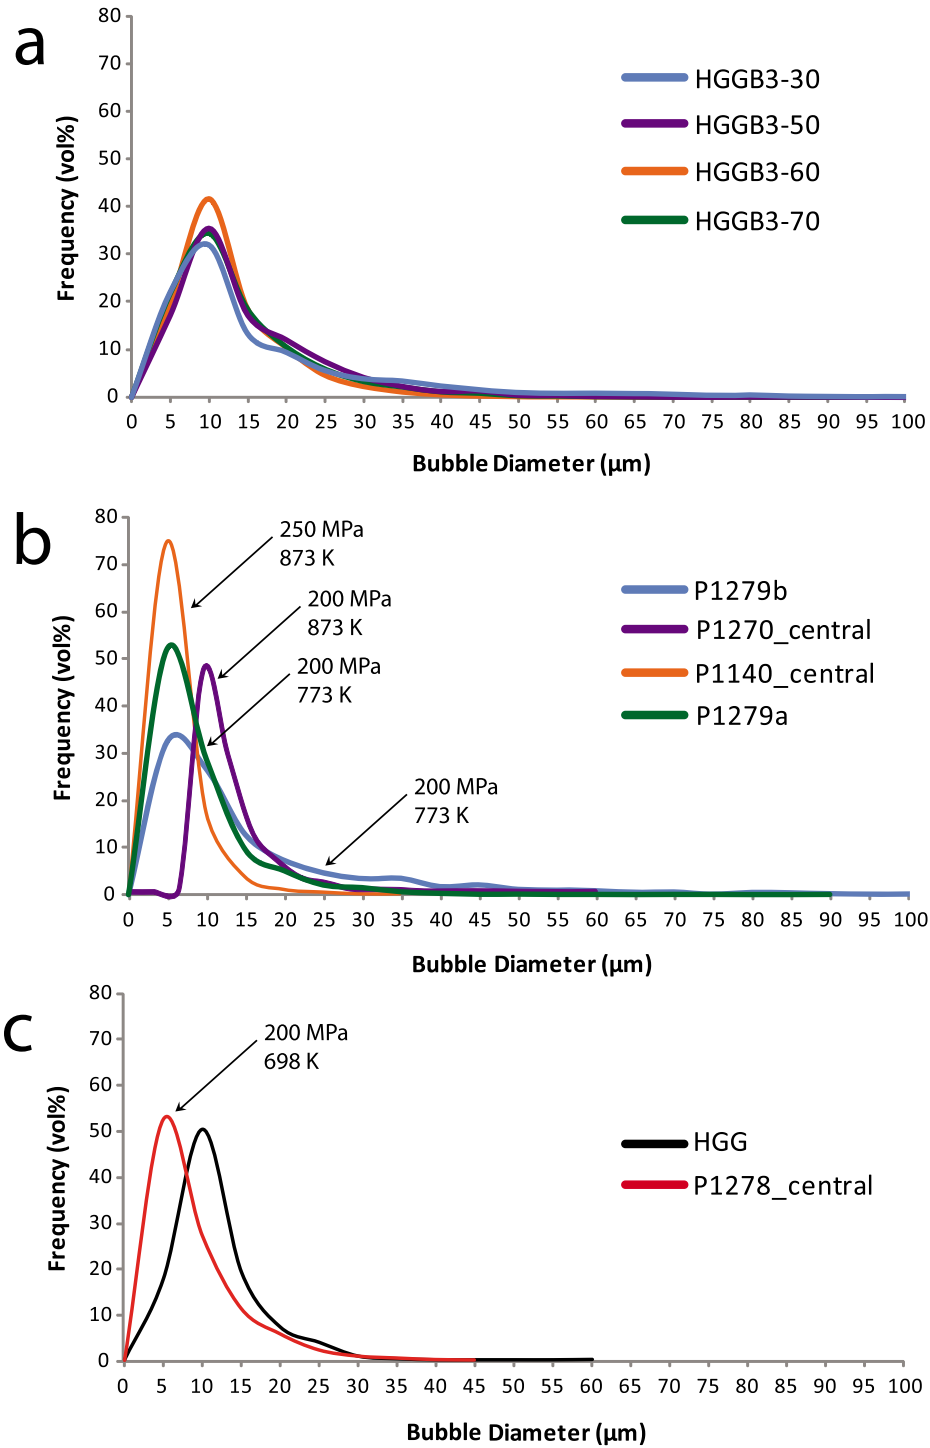 a
80
70
60
50
40
30
20
10
0
Frequency (vol%)
HGGB3-30
HGGB3-50
HGGB3-60
HGGB3-70
0 5 10 15 20 25 30 35 40 45 50 55 60 65 70 75 80 85 90 95 100
Bubble Diameter (μm)
b
80
70
60
50
40
30
20
10
0
Frequency (vol%)
250 MPa
873 K
200 MPa
873 K
200 MPa
773 K
200 MPa
773 K
P1279b
P1270_central
P1140_central
P1279a
0 5 10 15 20 25 30 35 40 45 50 55 60 65 70 75 80 85 90 95 100
Bubble Diameter (μm)
c
80
70
60
50
40
30
20
10
0
Frequency (vol%)
200 MPa
698 K
HGG
P1278_central
0 5 10 15 20 25 30 35 40 45 50 55 60 65 70 75 80 85 90 95 100
Bubble Diameter (μm)